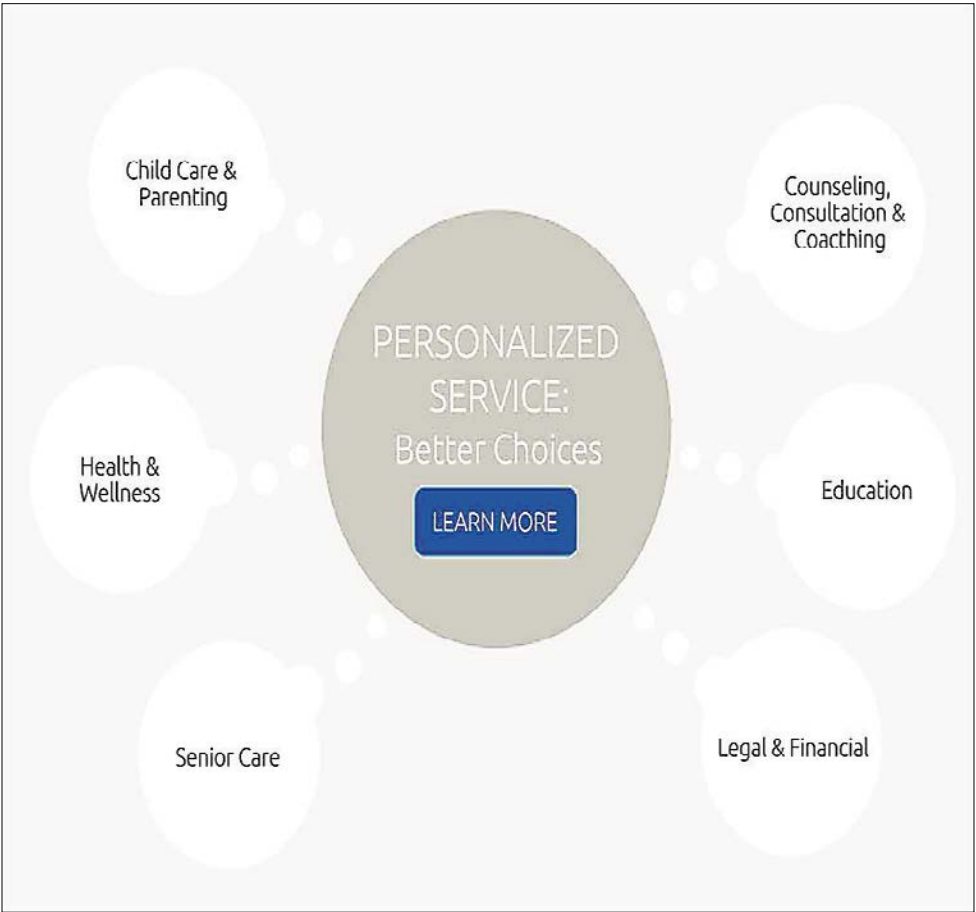 Child Care &
Parenting
Counseling,
Consultation &
Coacthing
PERSONALIZED
SERVICE:
Better Choices
LEARN MORE
Health &
Wellness
Education
Senior Care
Legal & Financial